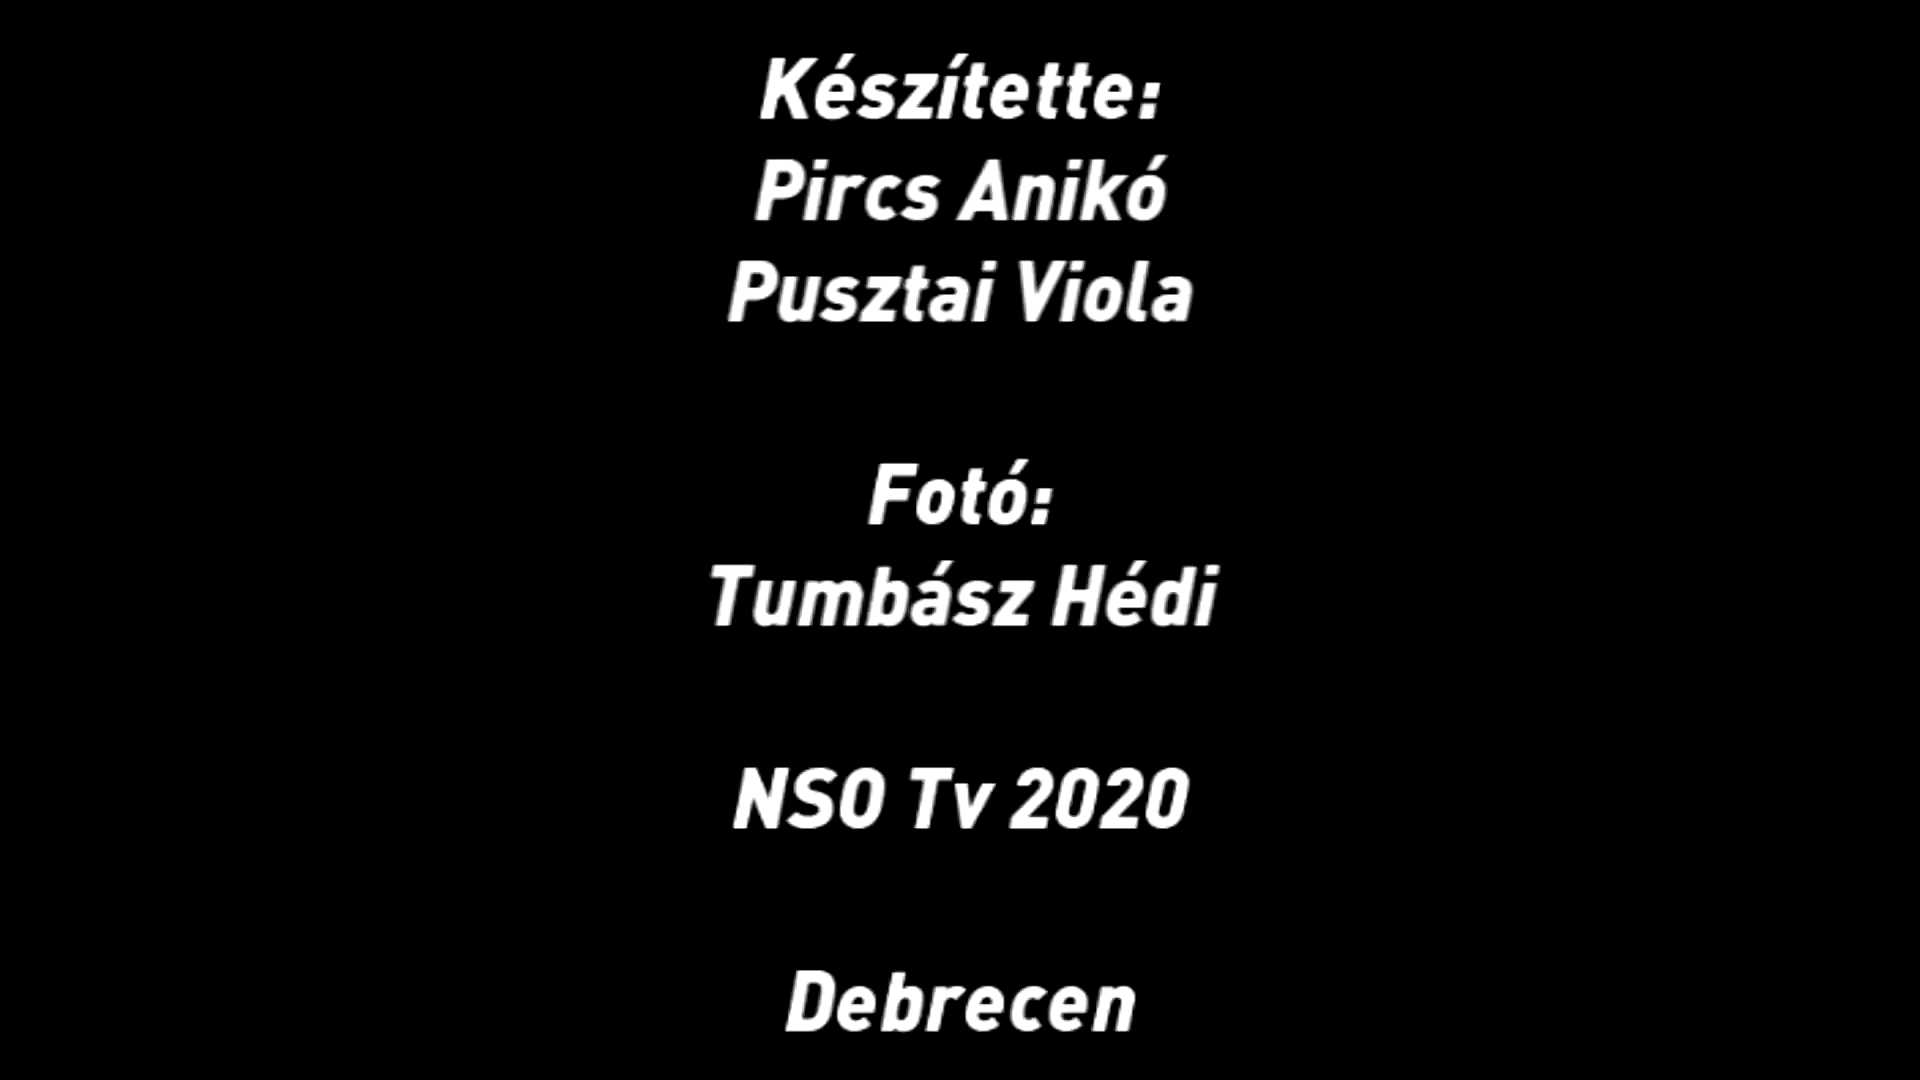 Készítette:
Pircs Anikó
Pusztai Viola
Fotó:
Tumbász Hédi
NSO Tv 2020
Debrecen